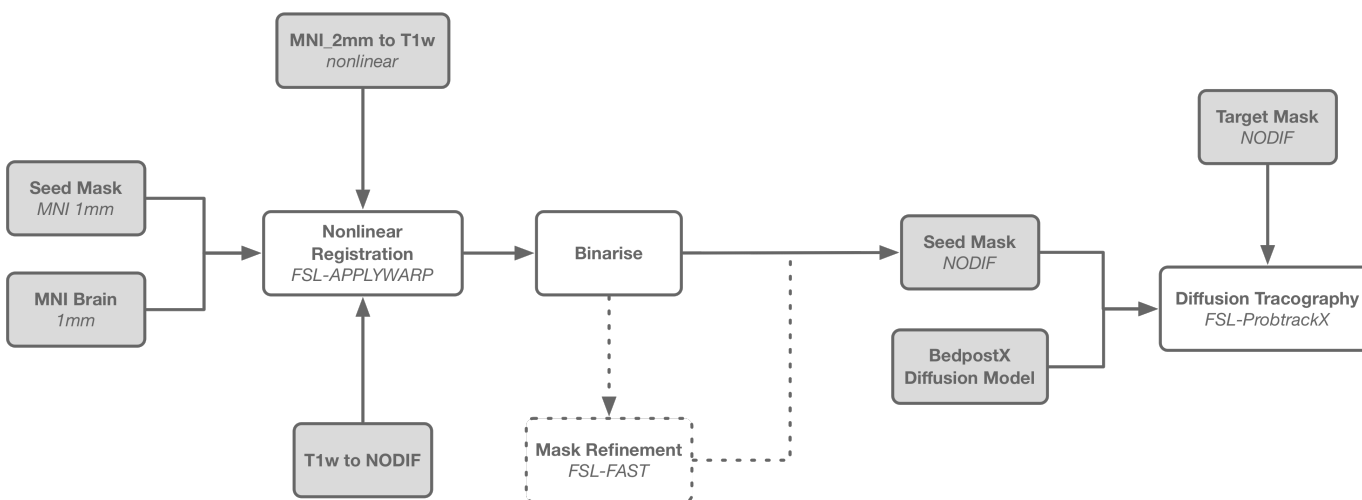 MNI_2mm to T1w
nonlinear
Target Mask
NODIF
Seed Mask
MNI 1mm
Nonlinear
Registration
FSL-APPLYWARP
Binarise
Seed Mask
NODIF
MNI Brain
1mm
Diffusion Tracography
FSL-ProbtrackX
BedpostX
Diffusion Model
T1w to NODIF
Mask Refinement
FSL-FAST